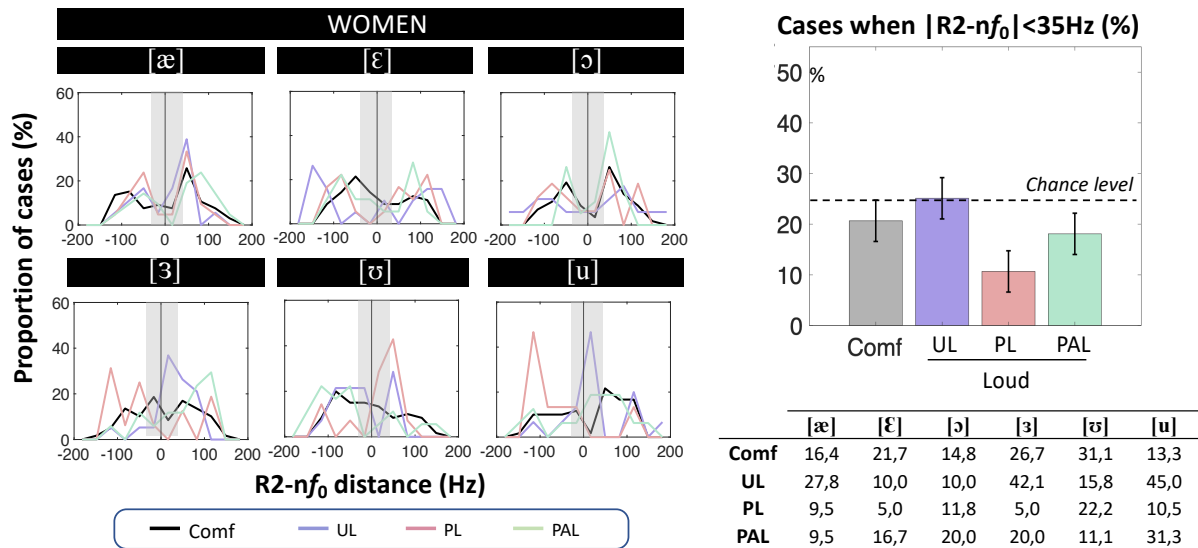 WOMEN
[æ] [ɛ] [ɔ]
Proportion of cases (%)
60
40
20
0
-200 -100 0 100 200
-200 -100 0 100 200
-200 -100 0 100 200
[ɜ] [ʊ] [u]
60
40
20
0
-200 -100 0 100 200
-200 -100 0 100 200
-200 -100 0 100 200
R2-nf0 distance (Hz)
Comf UL PL PAL
Cases when |R2-nf0|<35Hz (%)
50
%
40
30
Chance level
20
10
0
Comf UL PL PAL
Loud
[æ] [ɛ] [ɔ] [ɜ] [ʊ] [u]
Comf 16,4 21,7 14,8 26,7 31,1 13,3
UL 27,8 10,0 10,0 42,1 15,8 45,0
PL 9,5 5,0 11,8 5,0 22,2 10,5
PAL 9,5 16,7 20,0 20,0 11,1 31,3